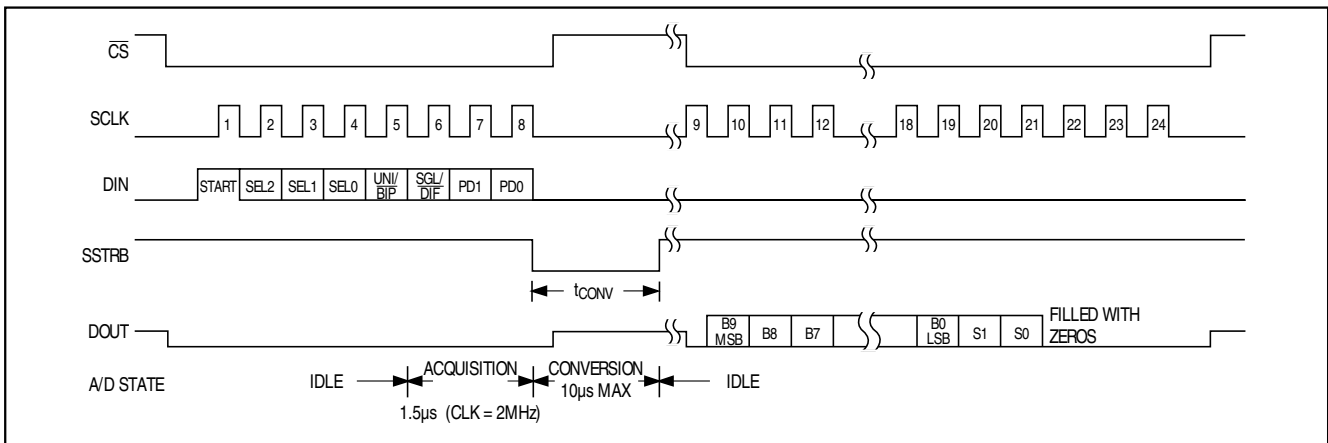 CS
SCLK
1 2 3 4 5 6 7 8 9 10 11 12 18 19 20 21 22 23 24
DIN
START SEL2 SEL1 SEL0 UNI/ BIP SGL/ DIF PD1 PD0
SSTRB
tCONV
DOUT
B9 MSB B8 B7 B0 LSB S1 S0 FILLED WITH ZEROS
A/D STATE
IDLE
ACQUISITION
1.5μs (CLK = 2MHz)
CONVERSION
10μs MAX
IDLE